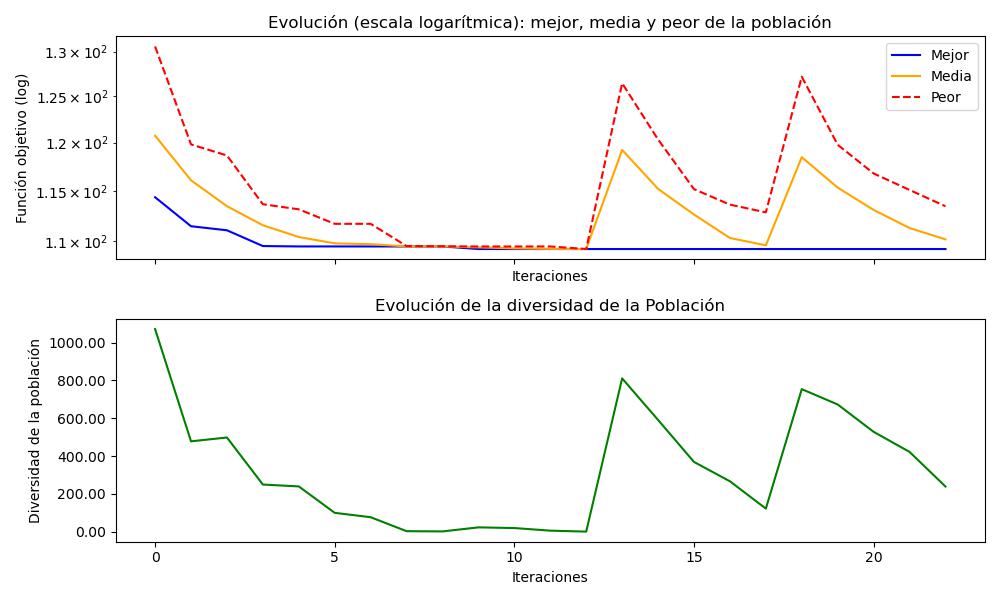 Evolución (escala logarítmica): mejor, media y peor de la población
Función objetivo (log)
1.3 × 10²
1.25 × 10²
1.2 × 10²
1.15 × 10²
1.1 × 10²
Mejor
Media
Peor
Iteraciones
Evolución de la diversidad de la Población
Diversidad de la población
1000.00
800.00
600.00
400.00
200.00
0.00
0 5 10 15 20
Iteraciones